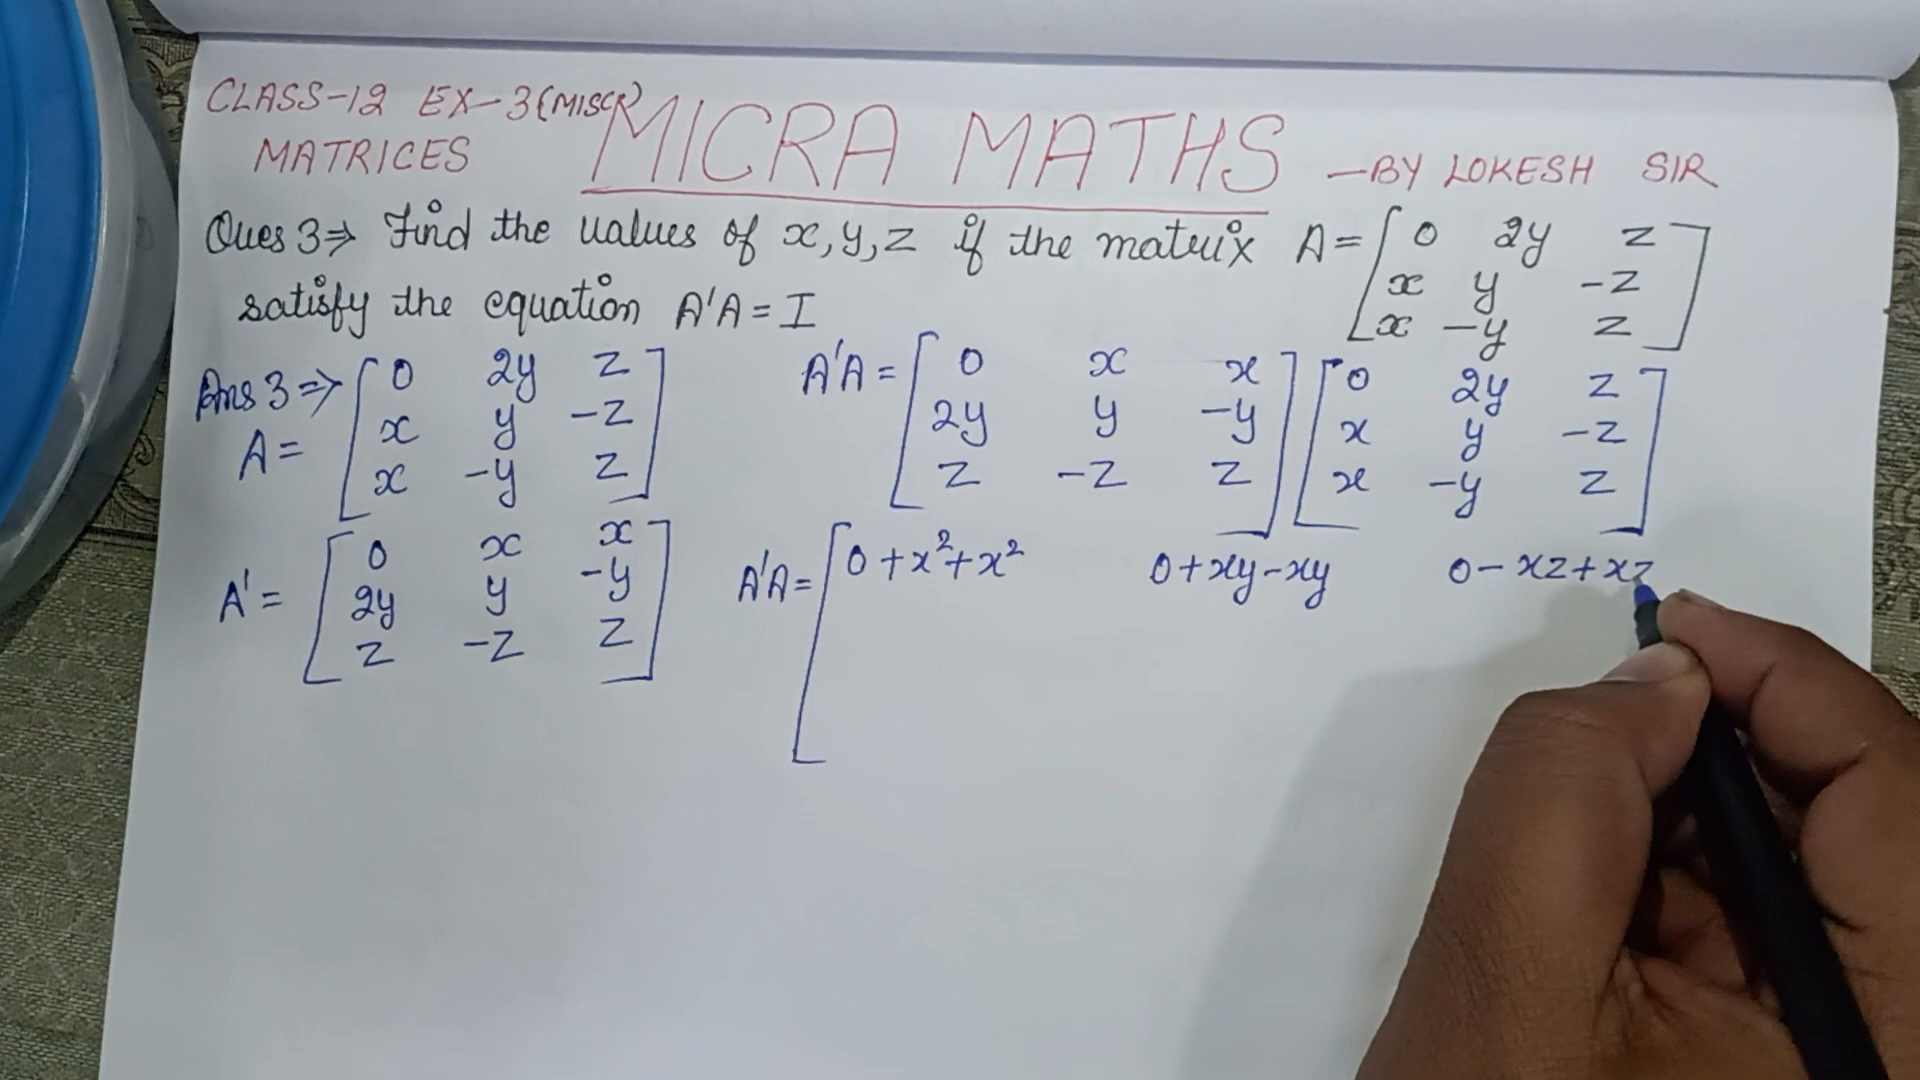 CLASS-12 EX-3(MISC)
MATRICES
MICRA MATHS
-BY LOKESH SIR
Ques 3⇒ Find the values of x, y, z if the matrix A = [0 2y z
x y -z
x -y z]
satisfy the equation A'A = I
Ans 3⇒
A = [0 2y z
x y -z
x -y z]
A' = [0 x x
2y y -y
z -z z]
A'A = [0 x x] [0 2y z]
[2y y -y] [x y -z]
[z -z z] [x -y z]
A'A = [0+x²+x² 0+xy-xy 0-xz+xz